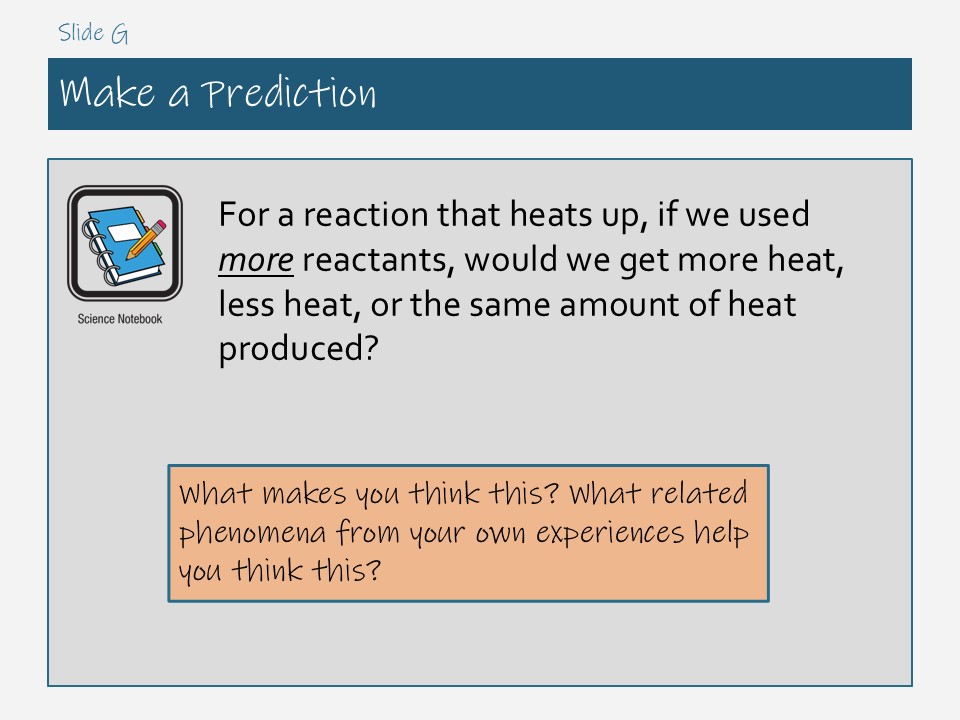 Slide G
Make a Prediction
For a reaction that heats up, if we used
more reactants, would we get more heat,
less heat, or the same amount of heat
produced?
Science Notebook
What makes you think this? What related
phenomena from your own experiences help
you think this?